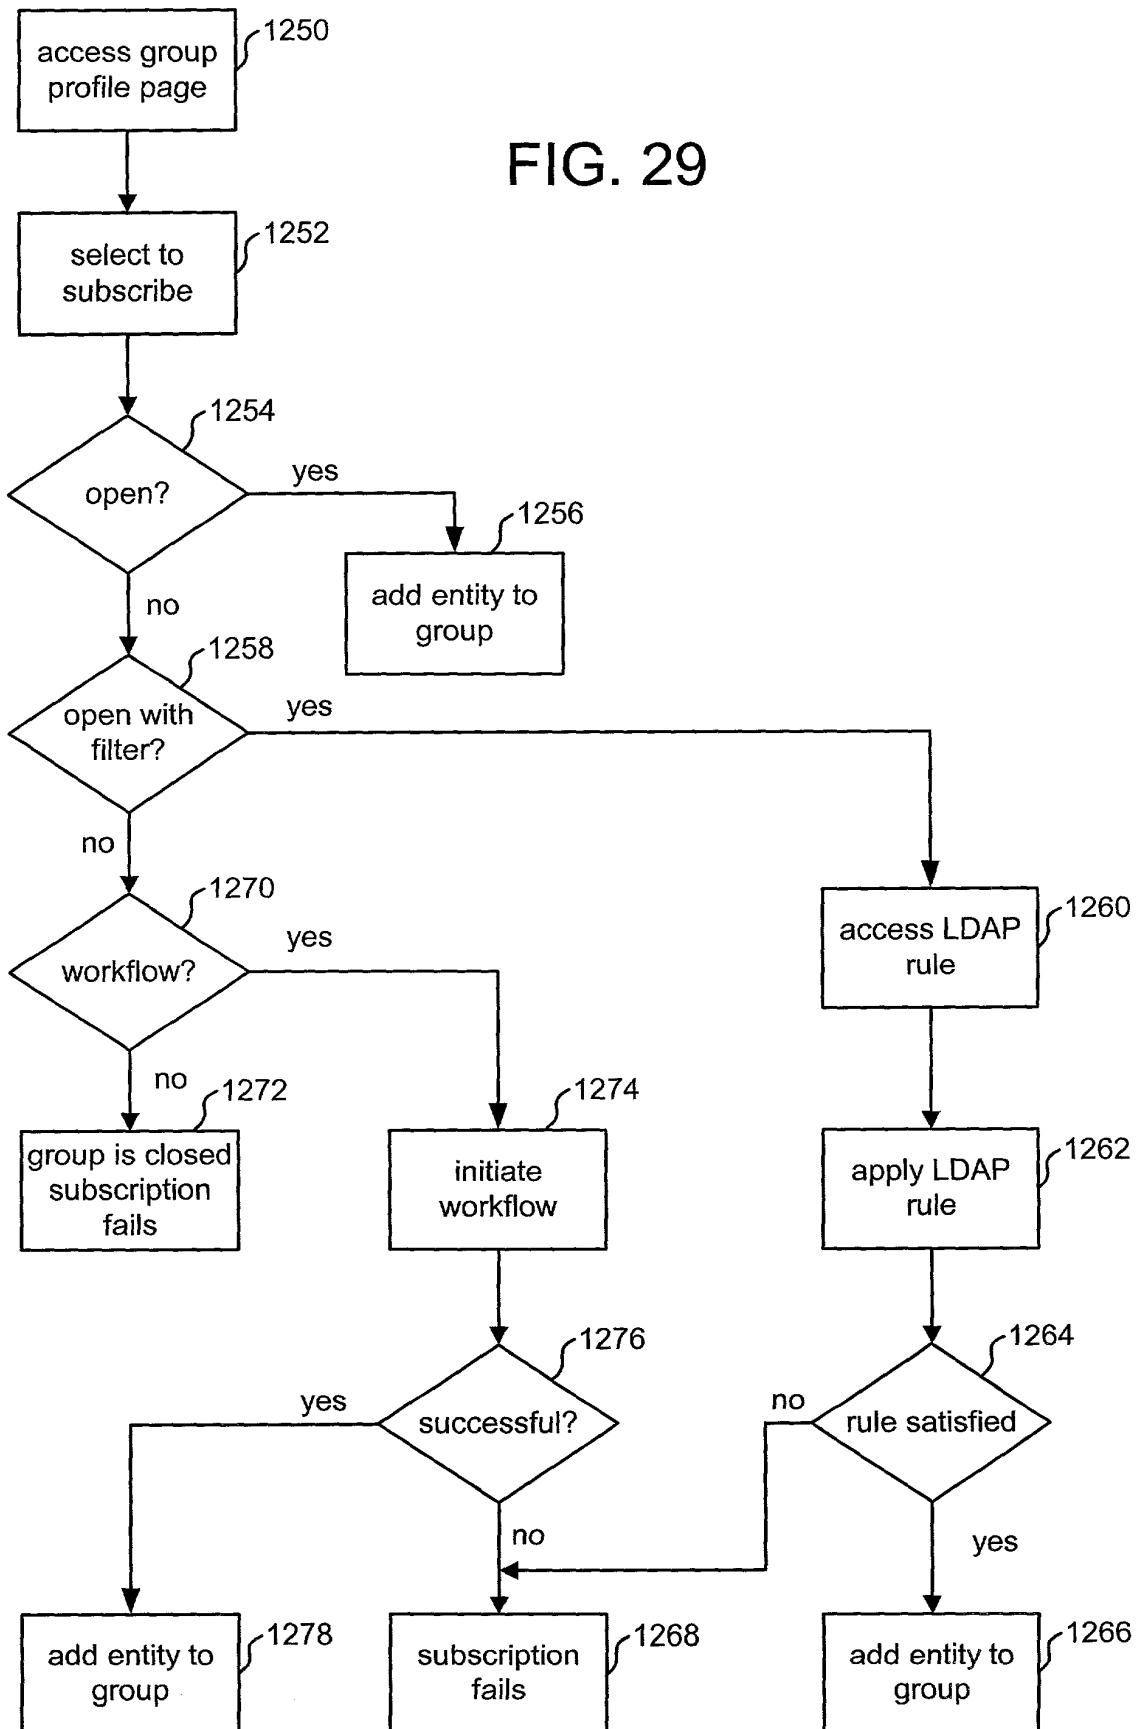 1250
access group
profile page
FIG. 29
1252
select to
subscribe
1254
open?
yes
1256
add entity to
group
no
1258
open with
filter?
yes
no
1270
workflow?
yes
1260
access LDAP
rule
no
1272
group is closed
subscription
fails
1274
initiate
workflow
1262
apply LDAP
rule
1276
successful?
yes
no
1264
rule satisfied
no
yes
1278
add entity to
group
1268
subscription
fails
1266
add entity to
group